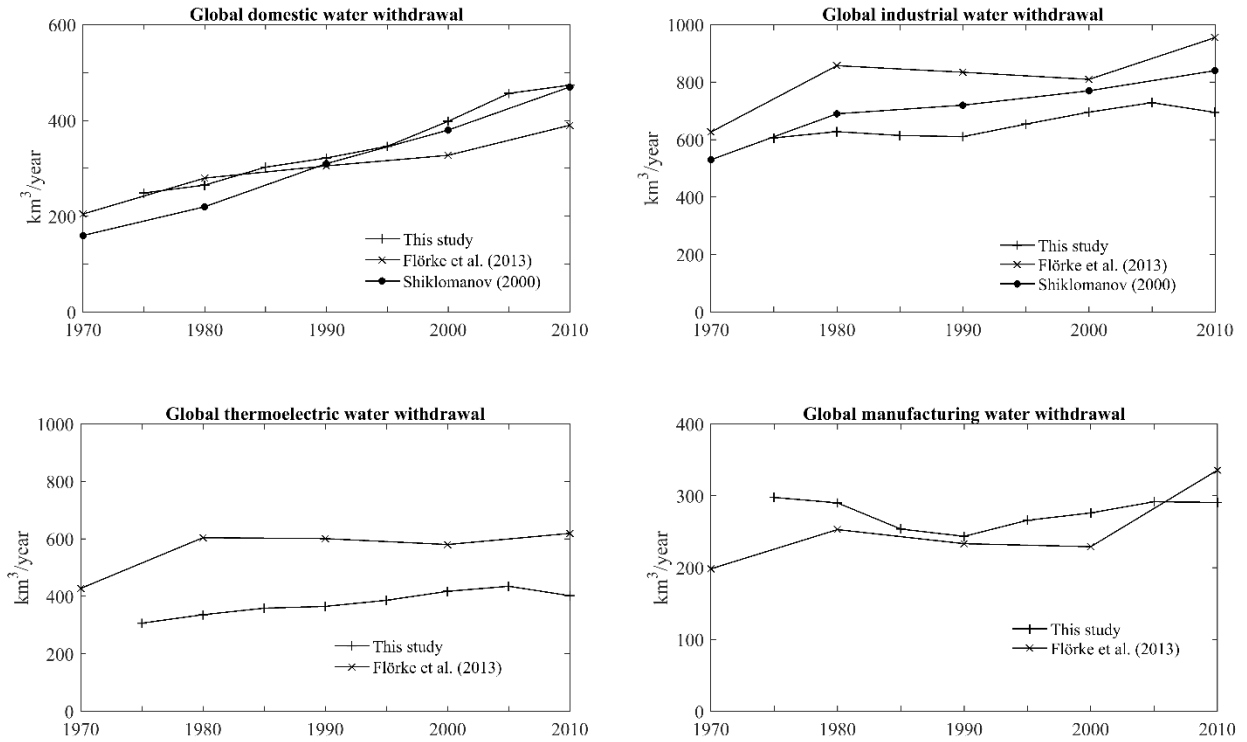 Global domestic water withdrawal
600
400
200
0
km³/year
1970
1980
1990
2000
2010
This study
Flörke et al. (2013)
Shiklomanov (2000)
Global industrial water withdrawal
1000
800
600
400
200
0
km³/year
1970
1980
1990
2000
2010
This study
Flörke et al. (2013)
Shiklomanov (2000)
Global thermoelectric water withdrawal
1000
800
600
400
200
0
km³/year
1970
1980
1990
2000
2010
This study
Flörke et al. (2013)
Global manufacturing water withdrawal
400
300
200
100
0
km³/year
1970
1980
1990
2000
2010
This study
Flörke et al. (2013)